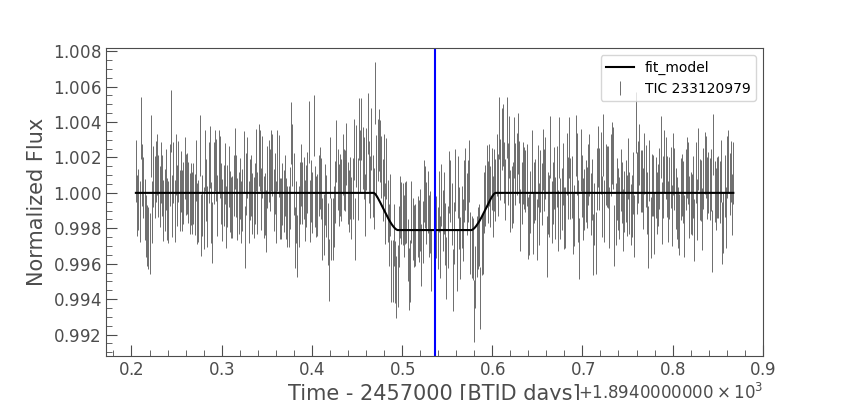 1.008
1.006
1.004
1.002
1.000
0.998
0.996
0.994
0.992
Normalized Flux
fit_model
TIC 233120979
0.2 0.3 0.4 0.5 0.6 0.7 0.8 0.9
Time - 2457000 [BTJD days]
+1.8940000000 × 10³